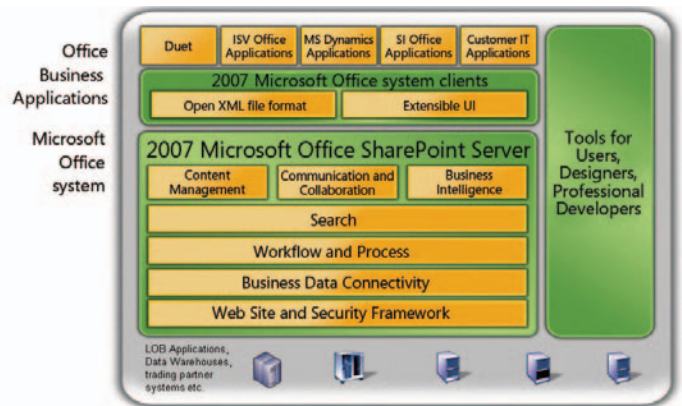 Office
Business
Applications
Microsoft
Office
system
Duet
ISV Office
Applications
MS Dynamics
Applications
SI Office
Applications
Customer IT
Applications
2007 Microsoft Office system clients
Open XML file format
Extensible UI
2007 Microsoft Office SharePoint Server
Content
Management
Communication and
Collaboration
Business
Intelligence
Search
Workflow and Process
Business Data Connectivity
Web Site and Security Framework
Tools for
Users,
Designers,
Professional
Developers
LOB Applications,
Data Warehouses,
trading partner
systems etc.